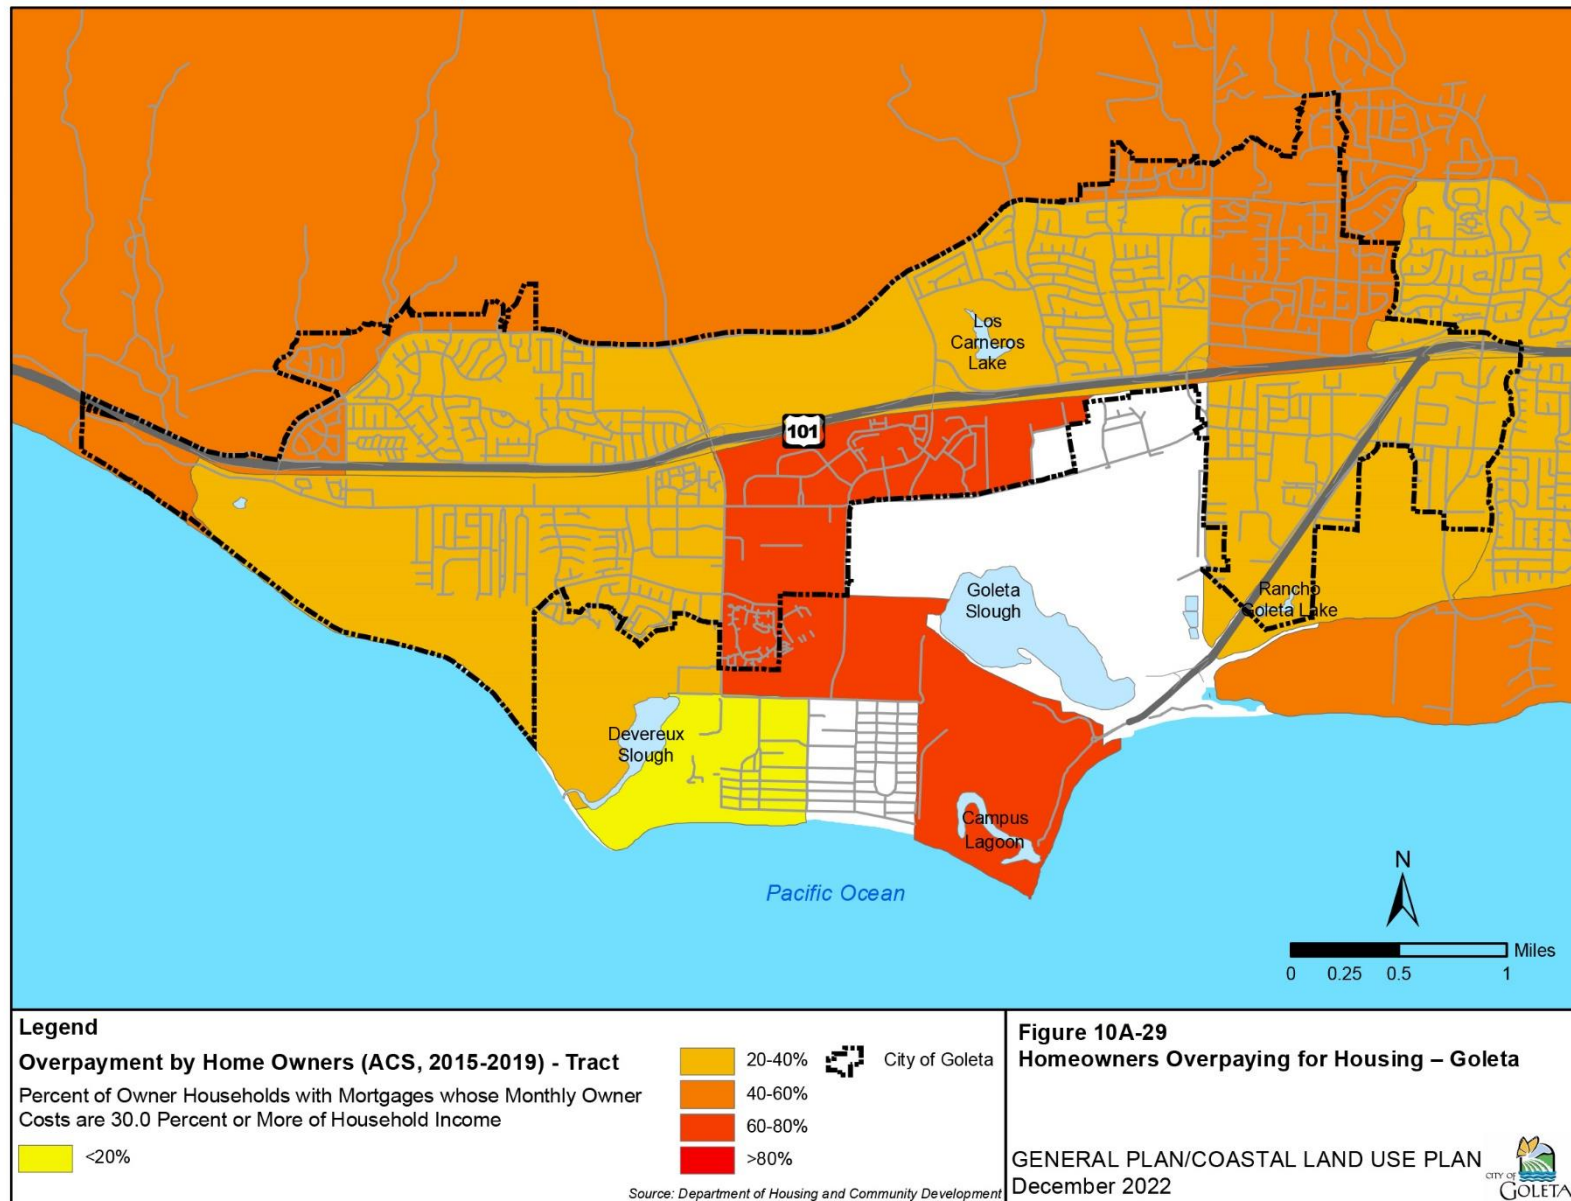 Los
Carneros
Lake
101
Goleta
Slough
Rancho
Goleta Lake
Devereux
Slough
Campus
Lagoon
Pacific Ocean
N
Miles
0 0.25 0.5 1
Legend
Overpayment by Home Owners (ACS, 2015-2019) - Tract
Percent of Owner Households with Mortgages whose Monthly Owner
Costs are 30.0 Percent or More of Household Income
<20%
20-40%
40-60%
60-80%
>80%
City of Goleta
Source: Department of Housing and Community Development
Figure 10A-29
Homeowners Overpaying for Housing – Goleta
GENERAL PLAN/COASTAL LAND USE PLAN
December 2022
CITY OF
GOLETA